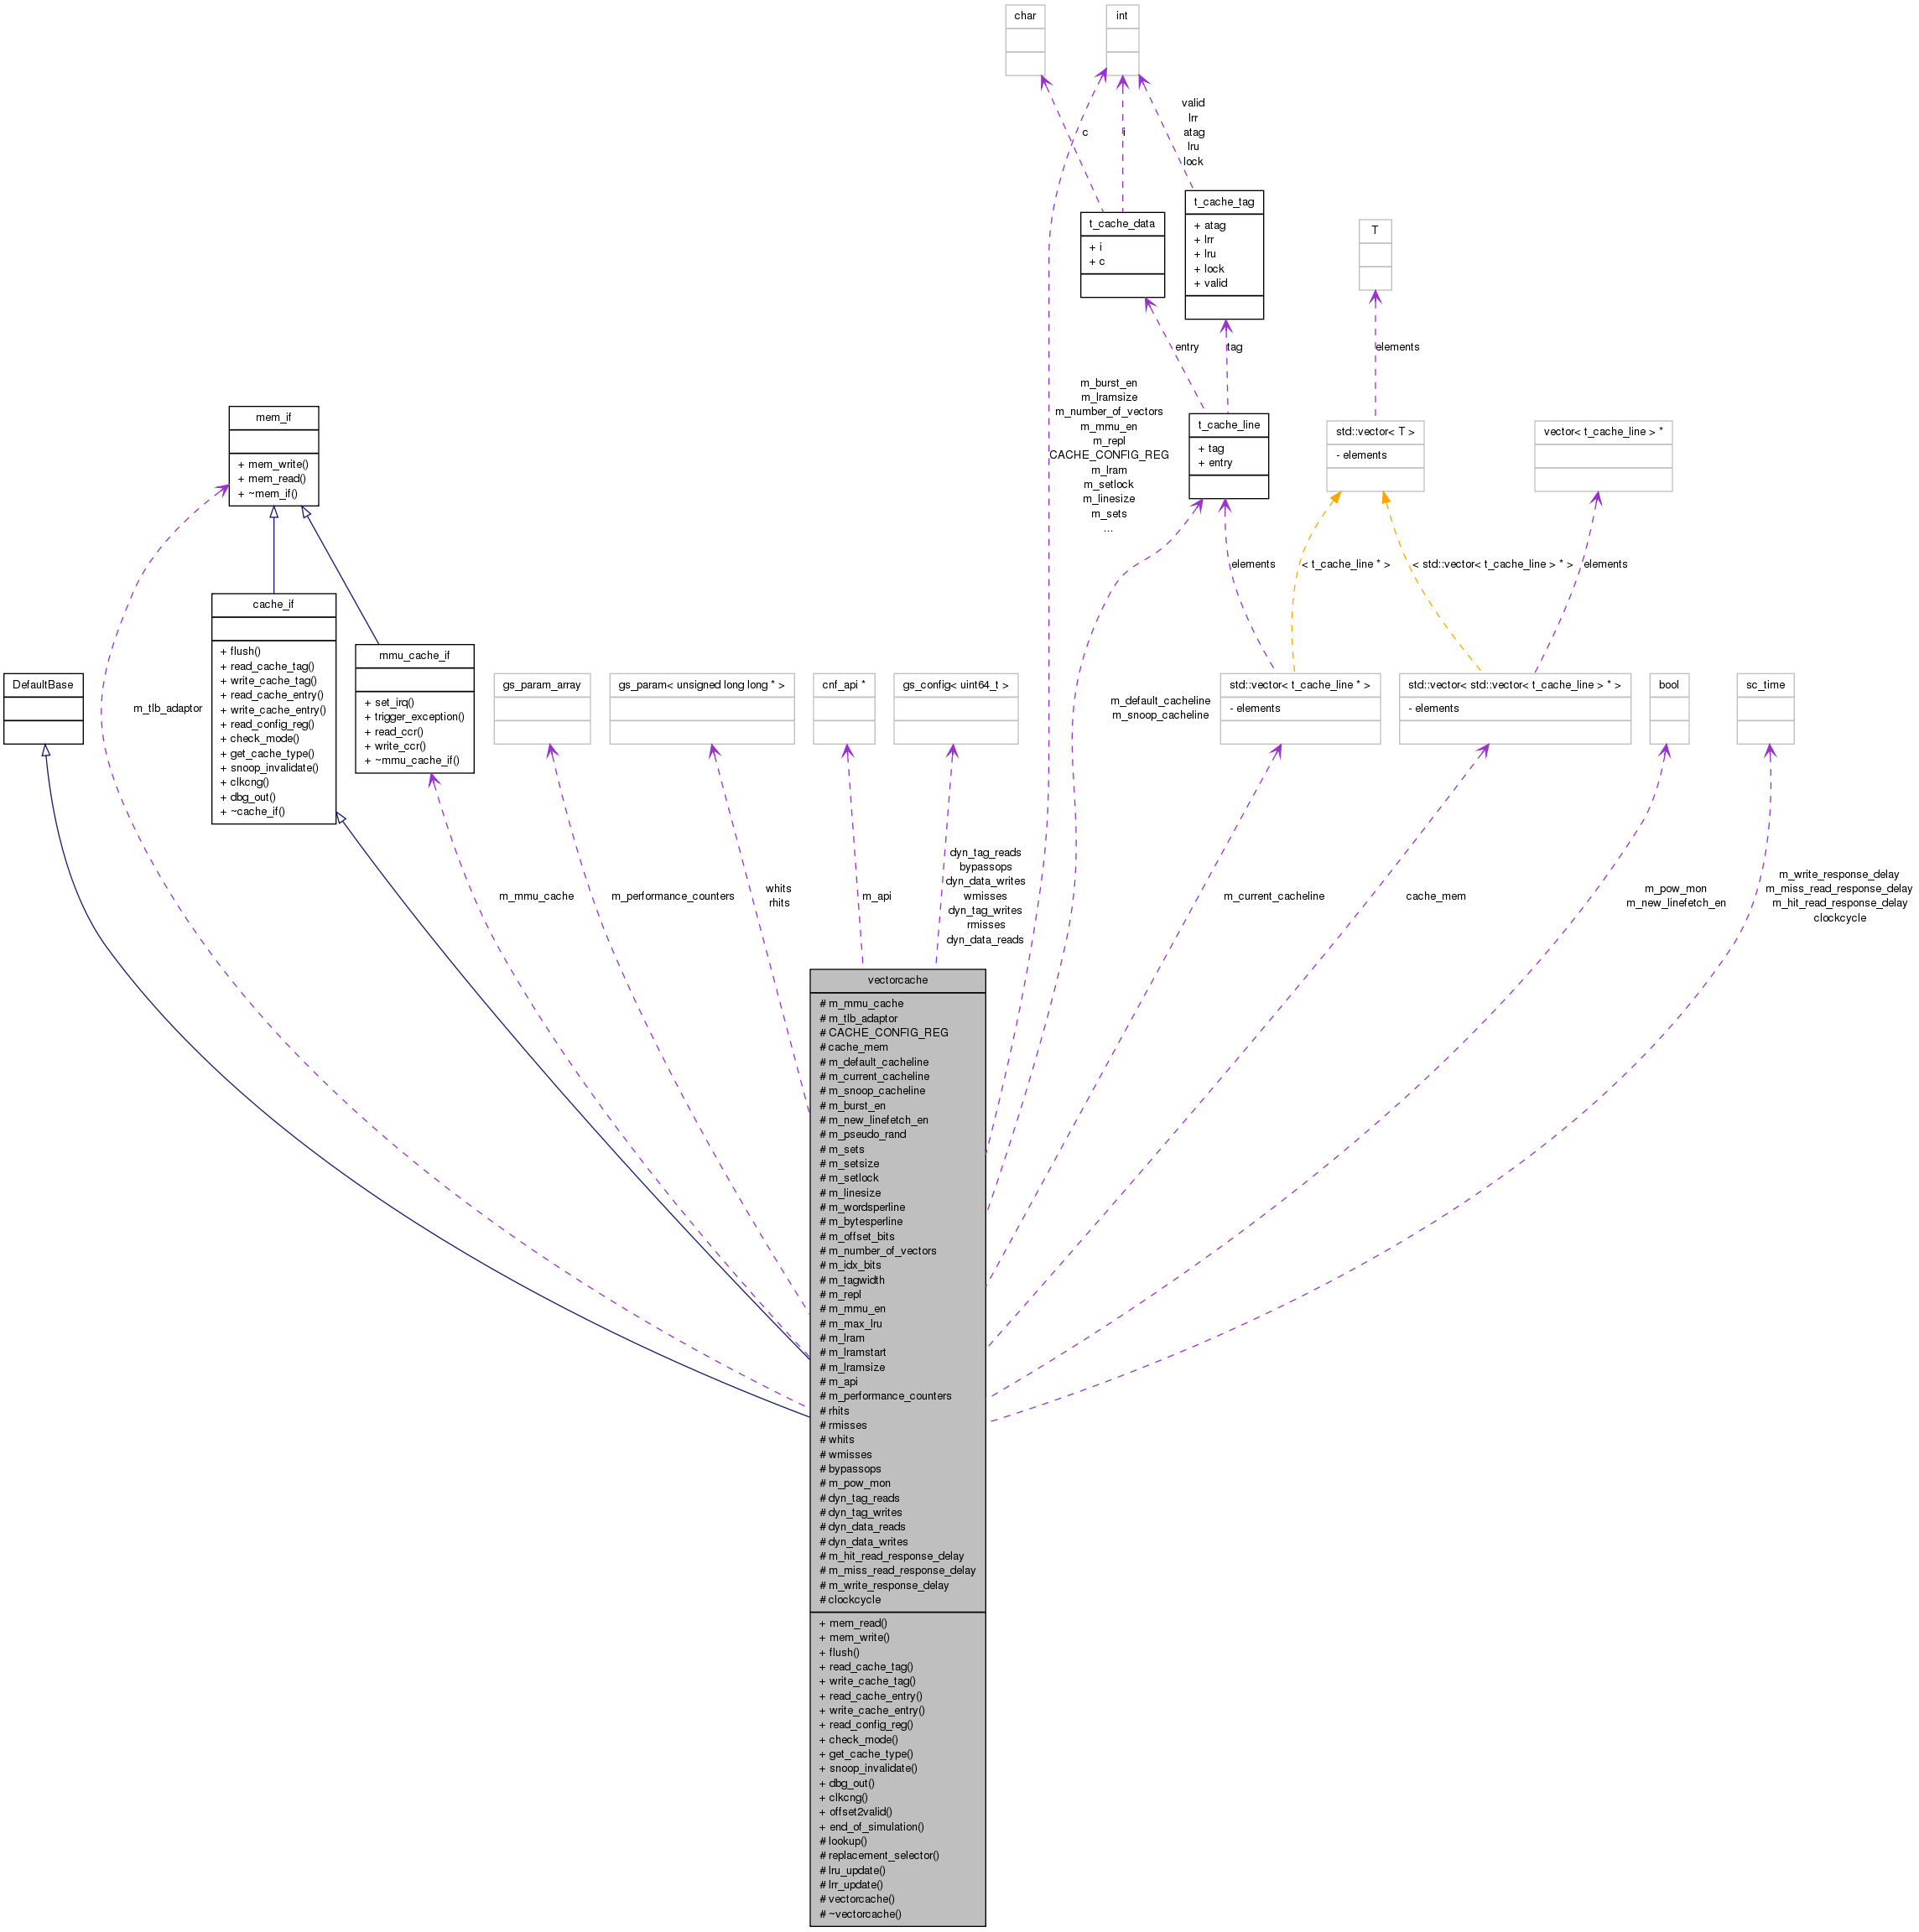 char
int
c
i
valid
lrr
atag
lru
lock
t_cache_data
+ i
+ c
t_cache_tag
+ atag
+ lrr
+ lru
+ lock
+ valid
T
entry
tag
elements
m_burst_en
m_lramsize
m_number_of_vectors
m_mmu_en
m_repl
CACHE_CONFIG_REG
m_lram
m_setlock
m_linesize
m_sets
...
mem_if
+ mem_write()
+ mem_read()
+ ~mem_if()
t_cache_line
+ tag
+ entry
std::vector< T >
- elements
vector< t_cache_line > *
elements
< t_cache_line * >
< std::vector< t_cache_line > * >
elements
cache_if
+ flush()
+ read_cache_tag()
+ write_cache_tag()
+ read_cache_entry()
+ write_cache_entry()
+ read_config_reg()
+ check_mode()
+ get_cache_type()
+ snoop_invalidate()
+ clkcng()
+ dbg_out()
+ ~cache_if()
mmu_cache_if
+ set_irq()
+ trigger_exception()
+ read_ccr()
+ write_ccr()
+ ~mmu_cache_if()
DefaultBase
m_tlb_adaptor
gs_param_array
gs_param< unsigned long long * >
cnf_api *
gs_config< uint64_t >
m_default_cacheline
m_snoop_cacheline
std::vector< t_cache_line * >
- elements
std::vector< std::vector< t_cache_line > * >
- elements
bool
sc_time
m_mmu_cache
m_performance_counters
whits
rhits
m_api
dyn_tag_reads
bypassops
dyn_data_writes
wmisses
dyn_tag_writes
rmisses
dyn_data_reads
m_current_cacheline
cache_mem
m_pow_mon
m_new_linefetch_en
m_write_response_delay
m_miss_read_response_delay
m_hit_read_response_delay
clockcycle
vectorcache
# m_mmu_cache
# m_tlb_adaptor
# CACHE_CONFIG_REG
# cache_mem
# m_default_cacheline
# m_current_cacheline
# m_snoop_cacheline
# m_burst_en
# m_new_linefetch_en
# m_pseudo_rand
# m_sets
# m_setsize
# m_setlock
# m_linesize
# m_wordsperline
# m_bytesperline
# m_offset_bits
# m_number_of_vectors
# m_idx_bits
# m_tagwidth
# m_repl
# m_mmu_en
# m_max_lru
# m_lram
# m_lramstart
# m_lramsize
# m_api
# m_performance_counters
# rhits
# rmisses
# whits
# wmisses
# bypassops
# m_pow_mon
# dyn_tag_reads
# dyn_tag_writes
# dyn_data_reads
# dyn_data_writes
# m_hit_read_response_delay
# m_miss_read_response_delay
# m_write_response_delay
# clockcycle
+ mem_read()
+ mem_write()
+ flush()
+ read_cache_tag()
+ write_cache_tag()
+ read_cache_entry()
+ write_cache_entry()
+ read_config_reg()
+ check_mode()
+ get_cache_type()
+ snoop_invalidate()
+ dbg_out()
+ clkcng()
+ offset2valid()
+ end_of_simulation()
# lookup()
# replacement_selector()
# lru_update()
# lrr_update()
# vectorcache()
# ~vectorcache()